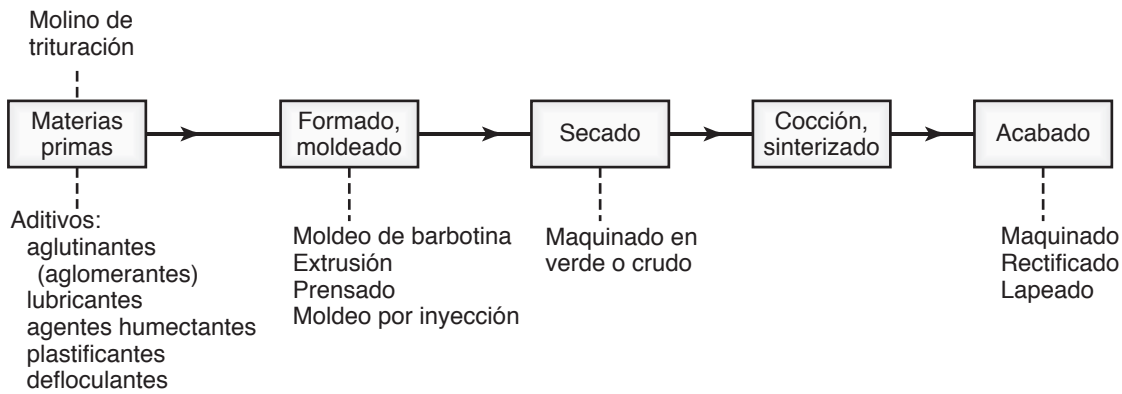 Molino de
trituración
Materias
primas
Formado,
moldeado
Secado
Cocción,
sinterizado
Acabado
Aditivos:
aglutinantes
(aglomerantes)
lubricantes
agentes humectantes
plastificantes
defloculantes
Moldeo de barbotina
Extrusión
Prensado
Moldeo por inyección
Maquinado en
verde o crudo
Maquinado
Rectificado
Lapeado